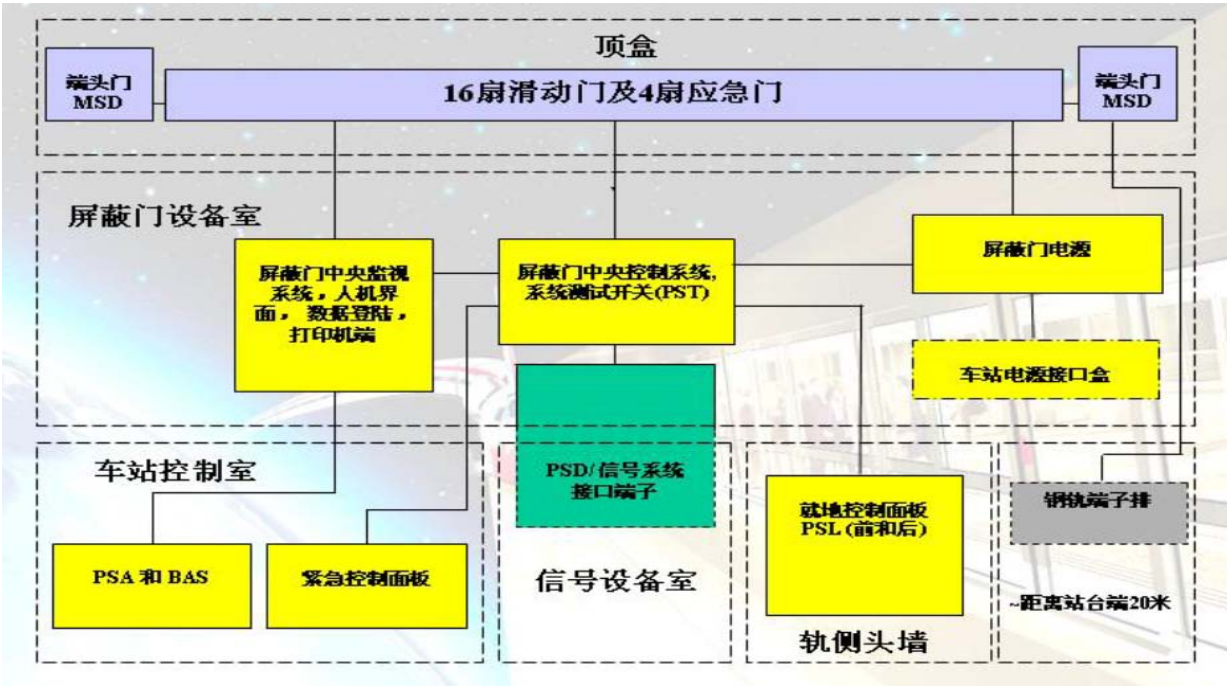 顶盒
端头门
MSD
16扇滑动门及4扇应急门
端头门
MSD
屏蔽门设备室
屏蔽门中央监视
系统，人机界
面， 数据登陆，
打印机端
屏蔽门中央控制系统,
系统测试开关(PST)
屏蔽门电源
车站电源接口盒
车站控制室
PSA 和 BAS
紧急控制面板
PSD/信号系统
接口端子
信号设备室
就地控制面板
PSL (前和后)
轨侧头墙
钢轨端子排
~距离站台端20米